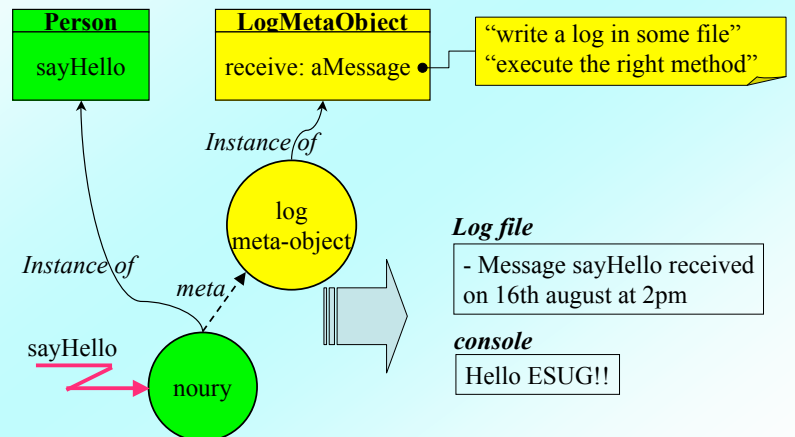 Person
sayHello
LogMetaObject
receive: aMessage
“write a log in some file”
“execute the right method”
Instance of
log
meta-object
Instance of
meta
sayHello
noury
Log file
- Message sayHello received
on 16th august at 2pm
console
Hello ESUG!!